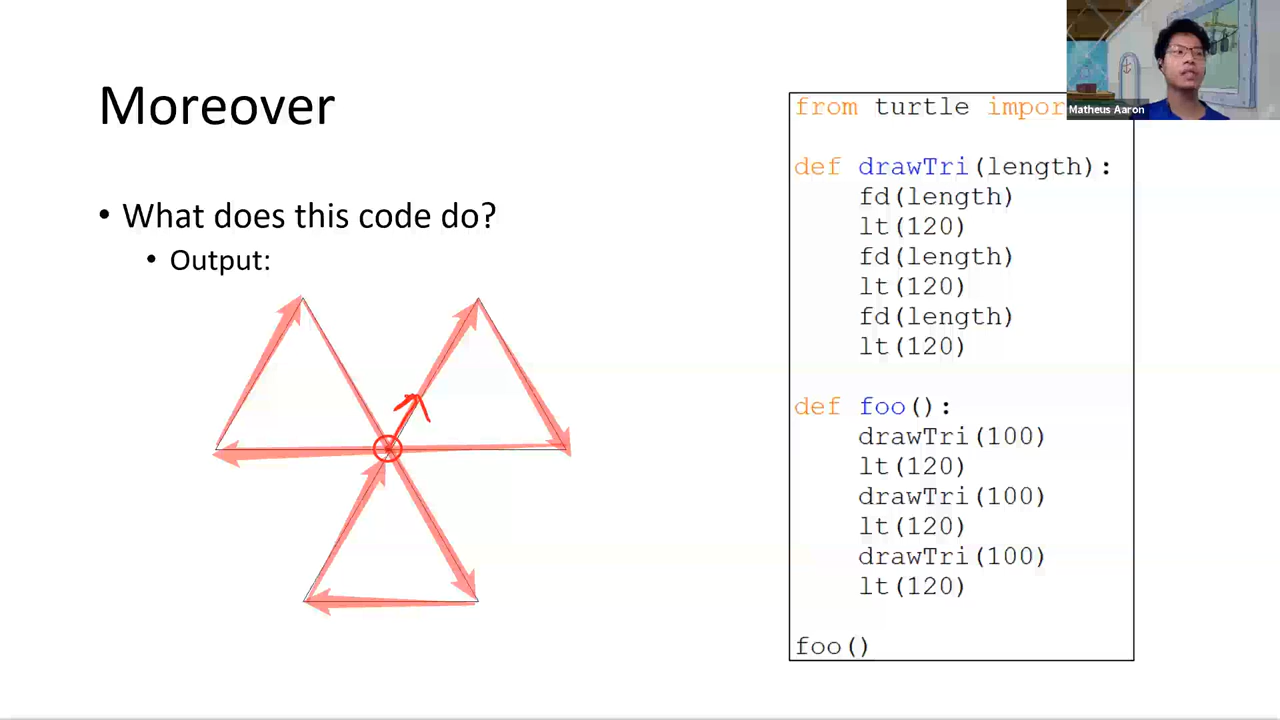 Moreover
• What does this code do?
• Output:
from turtle impor
def drawTri(length):
fd(length)
lt(120)
fd(length)
lt(120)
fd(length)
lt(120)
def foo():
drawTri(100)
lt(120)
drawTri(100)
lt(120)
drawTri(100)
lt(120)
foo()
Matheus Aaron